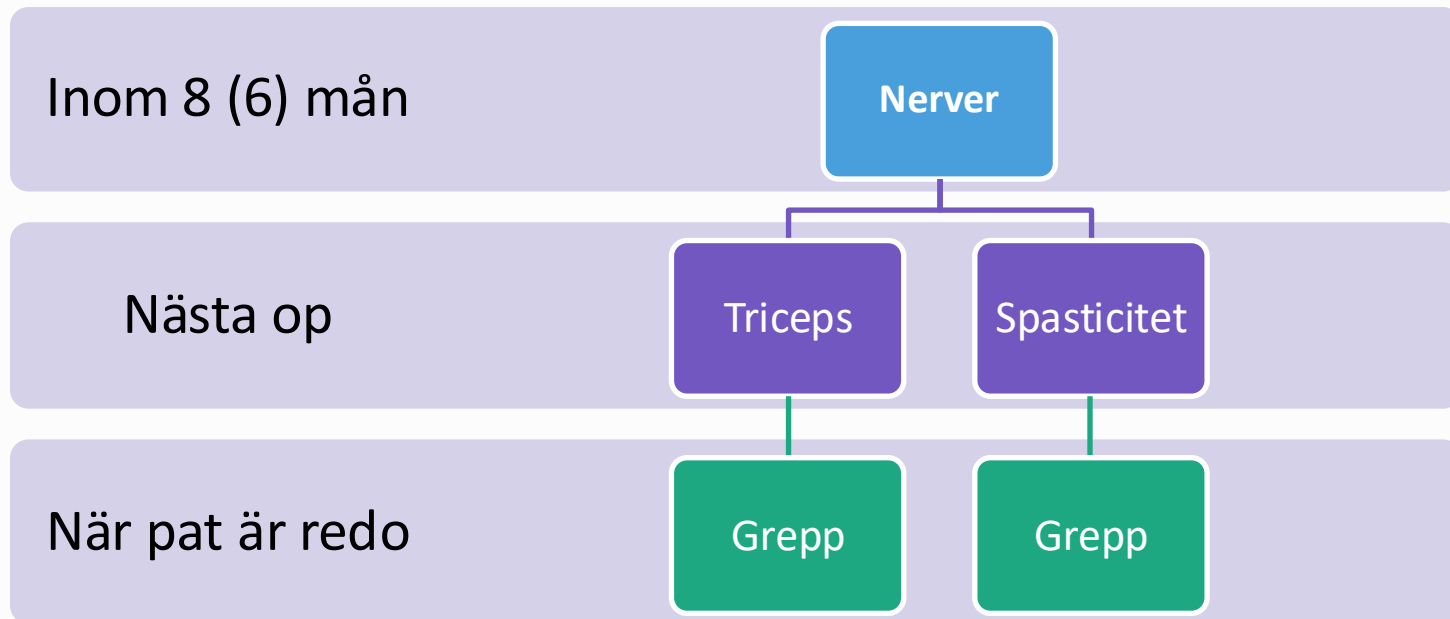 Inom 8 (6) mån
Nerver
Nästa op
Triceps
Spasticitet
När pat är redo
Grepp
Grepp